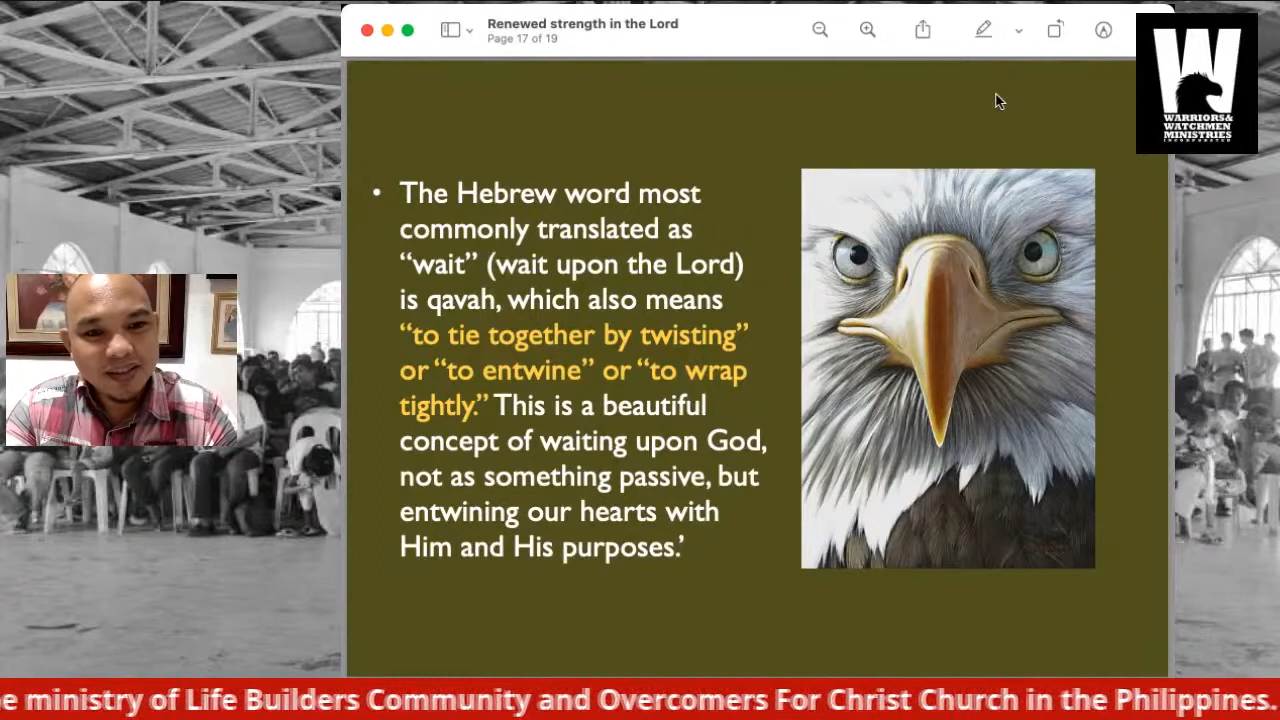 Renewed strength in the Lord
Page 17 of 19
WARRIORS&
WATCHMEN
MINISTRIES
INCORPORATED
• The Hebrew word most
commonly translated as
“wait” (wait upon the Lord)
is qavah, which also means
“to tie together by twisting”
or “to entwine” or “to wrap
tightly.” This is a beautiful
concept of waiting upon God,
not as something passive, but
entwining our hearts with
Him and His purposes.’
e ministry of Life Builders Community and Overcomers For Christ Church in the Philippines.